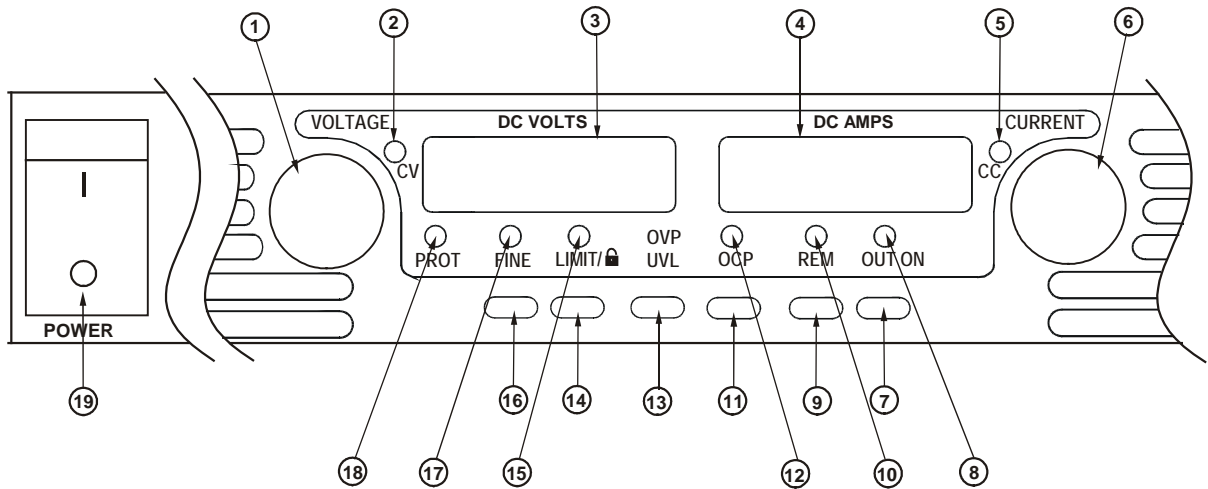 1 2 3 4 5 6
VOLTAGE DC VOLTS DC AMPS CURRENT
CV CC
I
OVP
PROT FINE LIMIT/🔒 UVL OCP REM OUT ON
POWER
19 16 14 13 11 9 7
18 17 15 12 10 8